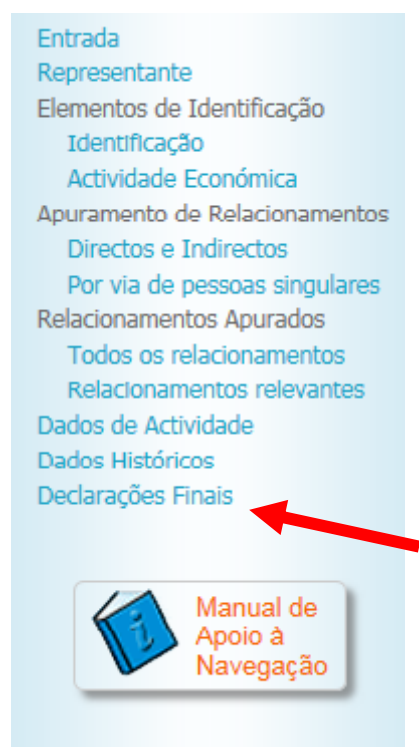 Entrada
Representante
Elementos de Identificação
Identificação
Actividade Económica
Apuramento de Relacionamentos
Directos e Indirectos
Por via de pessoas singulares
Relacionamentos Apurados
Todos os relacionamentos
Relacionamentos relevantes
Dados de Actividade
Dados Históricos
Declarações Finais
Manual de
Apoio à
Navegação